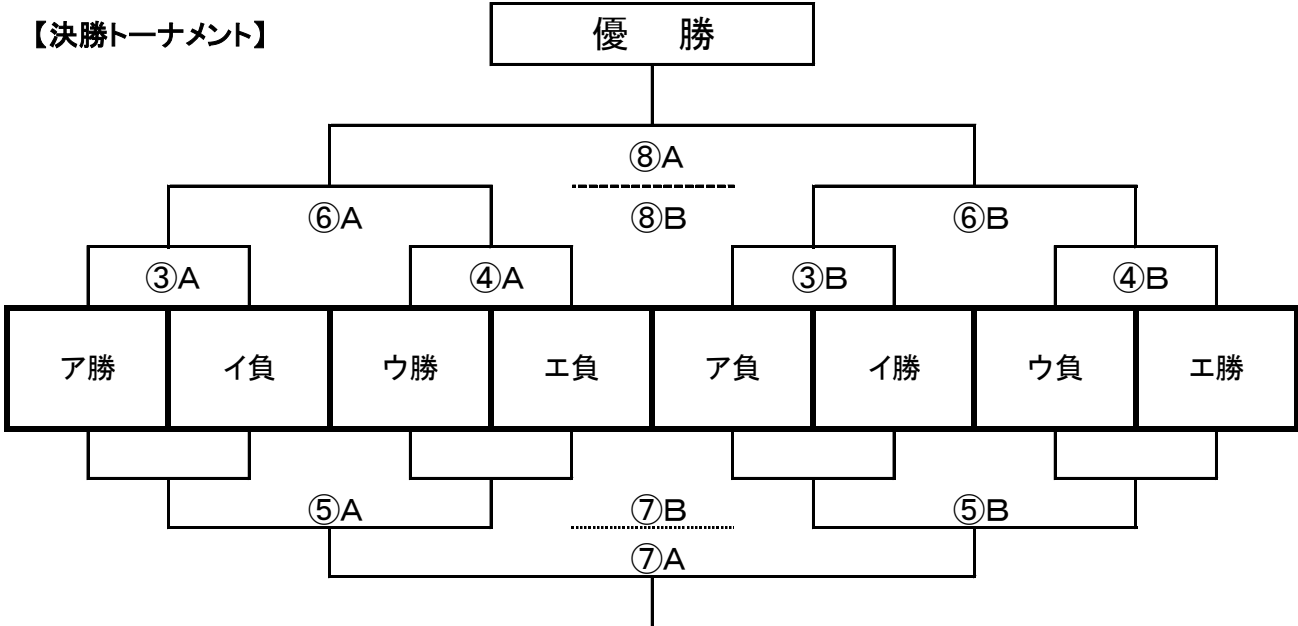 【決勝トーナメント】
優　勝
⑧A
⑥A ⑧B ⑥B
③A ④A ③B ④B
ア勝 イ負 ウ勝 エ負 ア負 イ勝 ウ負 エ勝
⑤A ⑦B ⑤B
⑦A